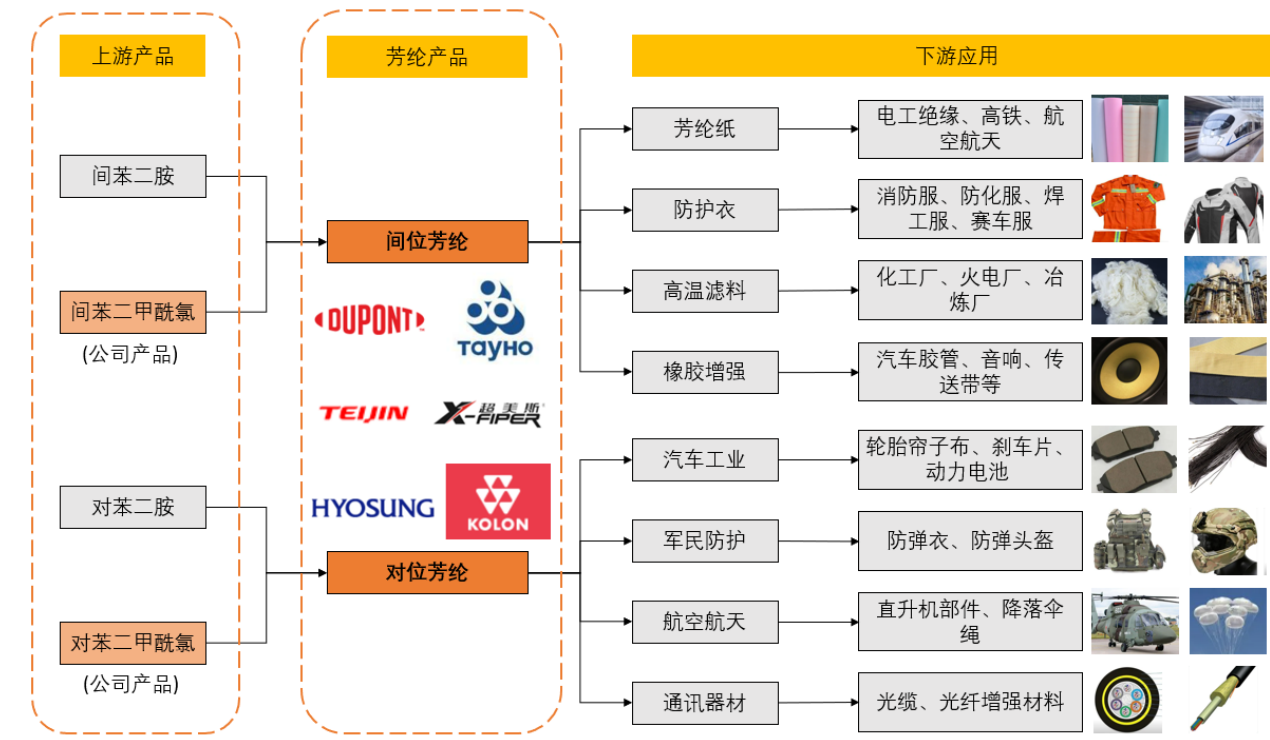 上游产品
芳纶产品
下游应用
间苯二胺
间苯二甲酰氯
(公司产品)
对苯二胺
对苯二甲酰氯
(公司产品)
间位芳纶
DUPONT
TAYHO
TEIJIN
超美斯
X-FIPER
HYOSUNG
KOLON
对位芳纶
芳纶纸
电工绝缘、高铁、航
空航天
防护衣
消防服、防化服、焊
工服、赛车服
高温滤料
化工厂、火电厂、冶
炼厂
橡胶增强
汽车胶管、音响、传
送带等
汽车工业
轮胎帘子布、刹车片、
动力电池
军民防护
防弹衣、防弹头盔
航空航天
直升机部件、降落伞
绳
通讯器材
光缆、光纤增强材料